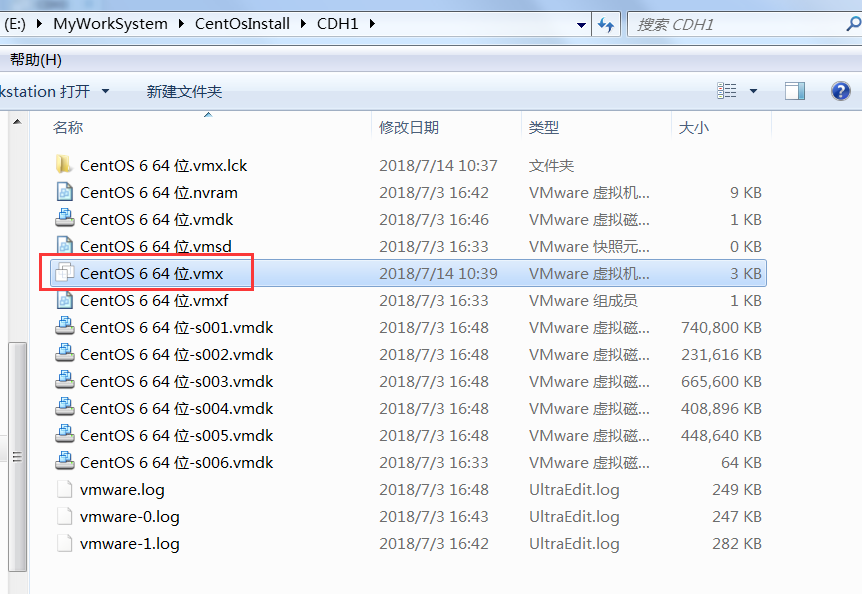 (E:) MyWorkSystem CentOsInstall CDH1 搜索 CDH1
帮助(H)
kstation 打开 新建文件夹
名称 修改日期 类型 大小
CentOS 6 64 位.vmx.lck 2018/7/14 10:37 文件夹
CentOS 6 64 位.nvram 2018/7/3 16:42 VMware 虚拟机... 9 KB
CentOS 6 64 位.vmdk 2018/7/3 16:46 VMware 虚拟磁... 1 KB
CentOS 6 64 位.vmsd 2018/7/3 16:33 VMware 快照元... 0 KB
CentOS 6 64 位.vmx 2018/7/14 10:39 VMware 虚拟机... 3 KB
CentOS 6 64 位.vmxf 2018/7/3 16:33 VMware 组成员 1 KB
CentOS 6 64 位-s001.vmdk 2018/7/3 16:48 VMware 虚拟磁... 740,800 KB
CentOS 6 64 位-s002.vmdk 2018/7/3 16:48 VMware 虚拟磁... 231,616 KB
CentOS 6 64 位-s003.vmdk 2018/7/3 16:48 VMware 虚拟磁... 665,600 KB
CentOS 6 64 位-s004.vmdk 2018/7/3 16:48 VMware 虚拟磁... 408,896 KB
CentOS 6 64 位-s005.vmdk 2018/7/3 16:48 VMware 虚拟磁... 448,640 KB
CentOS 6 64 位-s006.vmdk 2018/7/3 16:33 VMware 虚拟磁... 64 KB
vmware.log 2018/7/3 16:48 UltraEdit.log 249 KB
vmware-0.log 2018/7/3 16:43 UltraEdit.log 247 KB
vmware-1.log 2018/7/3 16:42 UltraEdit.log 282 KB